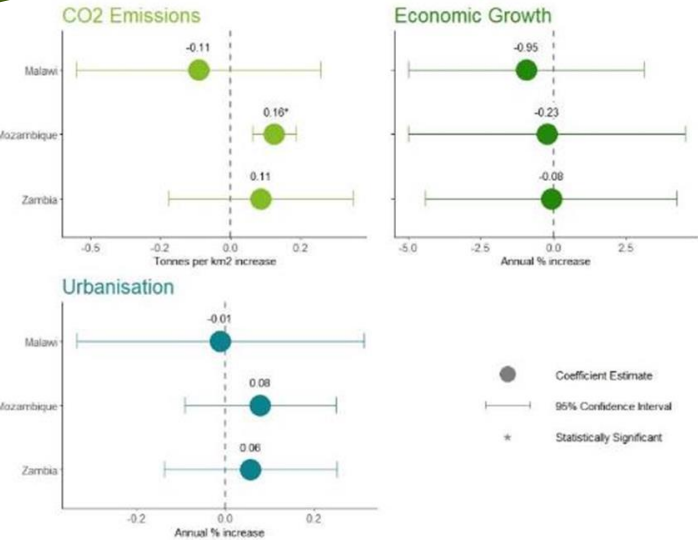 CO2 Emissions
-0.11
Malawi
0.16*
Mozambique
0.11
Zambia
-0.5 -0.2 0.0 0.2
Tonnes per km2 increase
Economic Growth
-0.95
-0.23
-0.08
-5.0 -2.5 0.0 2.5
Annual % increase
Urbanisation
-0.01
Malawi
0.08
Mozambique
0.06
Zambia
-0.2 0.0 0.2
Annual % increase
Coefficient Estimate
95% Confidence Interval
* Statistically Significant